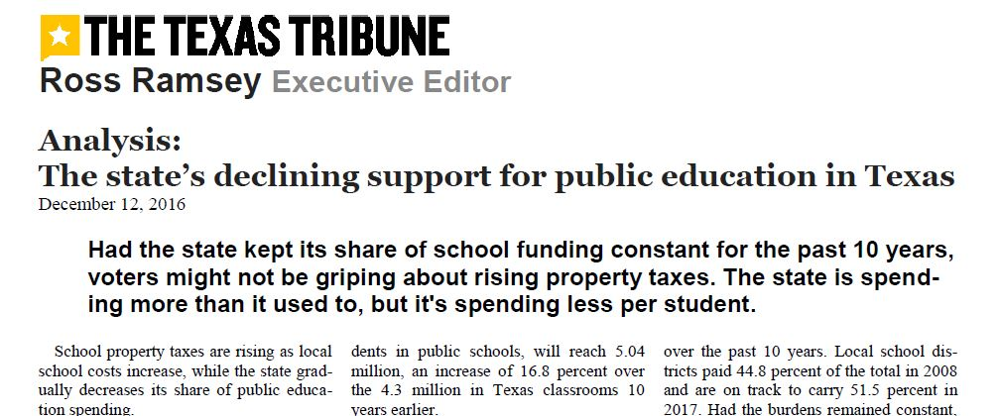 THE TEXAS TRIBUNE
Ross Ramsey Executive Editor
Analysis:
The state's declining support for public education in Texas
December 12, 2016
Had the state kept its share of school funding constant for the past 10 years,
voters might not be griping about rising property taxes. The state is spend-
ing more than it used to, but it's spending less per student.
School property taxes are rising as local
school costs increase, while the state grad-
ually decreases its share of public educa-
tion spending.
dents in public schools, will reach 5.04
million, an increase of 16.8 percent over
the 4.3 million in Texas classrooms 10
years earlier.
over the past 10 years. Local school dis-
tricts paid 44.8 percent of the total in 2008
and are on track to carry 51.5 percent in
2017. Had the burdens remained constant,